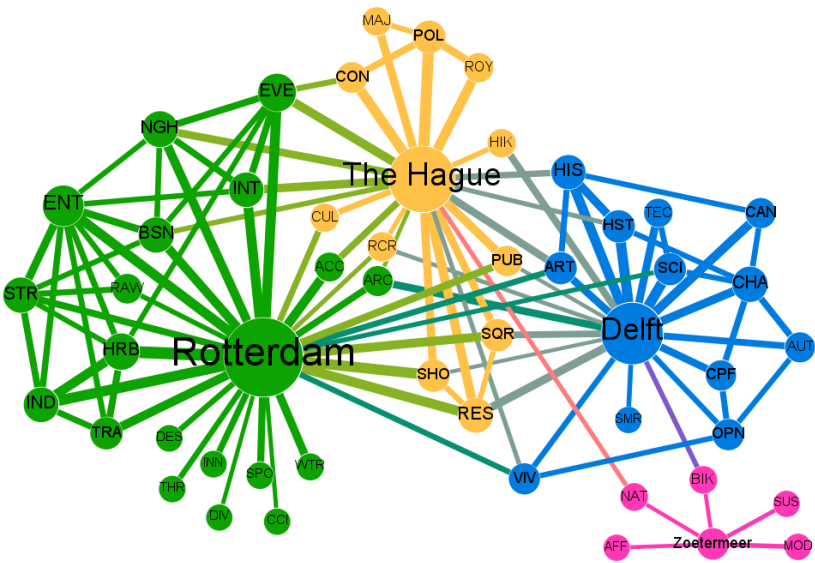 MAJ
POL
ROY
CON
EVE
NGH
HIK
The Hague
HIS
INT
ENT
CUL
HST
TEC
CAN
BSN
RCR
PUB
ACC
ARC
ART
SCI
CHA
STR
RAW
Delft
SQR
HRB
Rotterdam
AUT
SHO
CPF
IND
RES
SMR
TRA
DES
OPN
INN
SPO
WTR
VIV
BIK
THR
NAT
SUS
DIV
CCI
AFF
Zoetermeer
MOD